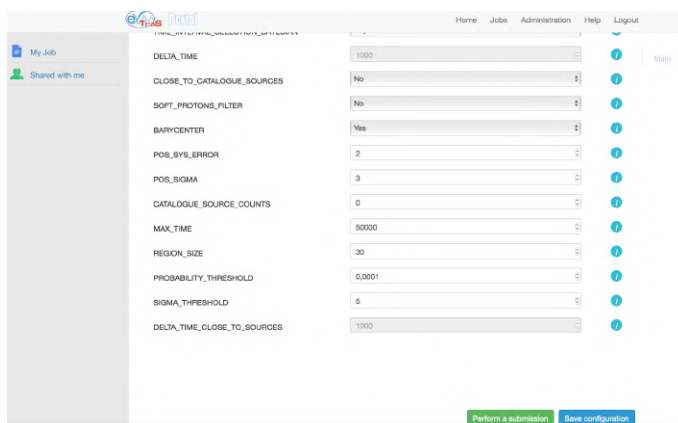 EXTraS Portal
Home Jobs Administration Help Logout
My Job
Shared with me
Main
DELTA_TIME 1000
CLOSE_TO_CATALOGUE_SOURCES No
SOFT_PROTONS_FILTER No
BARYCENTER Yes
POS_SYS_ERROR 2
POS_SIGMA 3
CATALOGUE_SOURCE_COUNTS 0
MAX_TIME 50000
REGION_SIZE 30
PROBABILITY_THRESHOLD 0,0001
SIGMA_THRESHOLD 5
DELTA_TIME_CLOSE_TO_SOURCES 1000
Perform a submission Save configuration